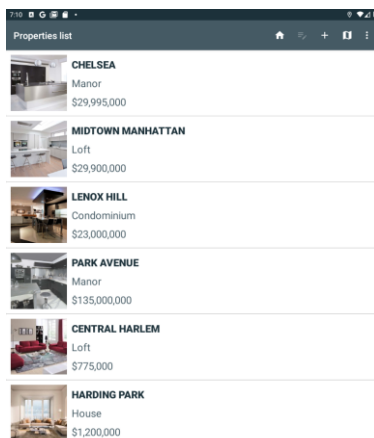 7:10
Properties list
CHELSEA
Manor
$29,995,000
MIDTOWN MANHATTAN
Loft
$29,900,000
LENOX HILL
Condominium
$23,000,000
PARK AVENUE
Manor
$135,000,000
CENTRAL HARLEM
Loft
$775,000
HARDING PARK
House
$1,200,000